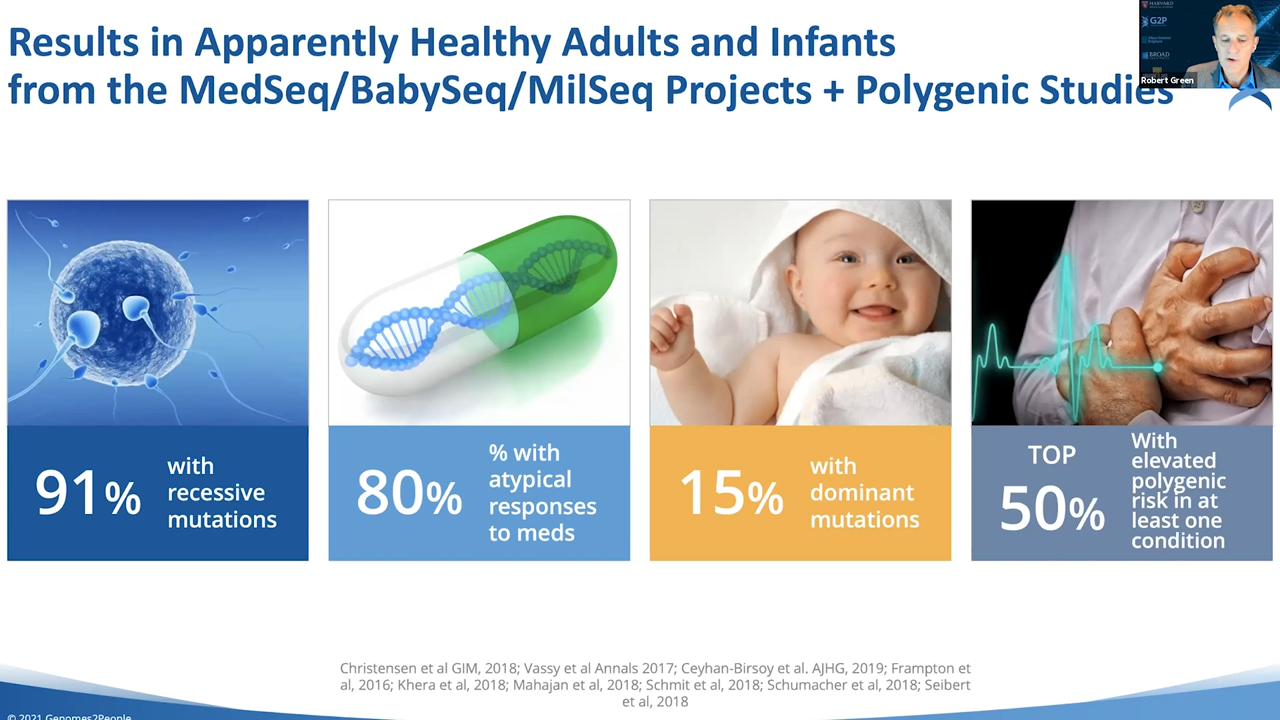 Results in Apparently Healthy Adults and Infants
from the MedSeq/BabySeq/MilSeq Projects + Polygenic Studies
HARVARD
G2P
BROAD
Robert Green
91%
with
recessive
mutations
80%
% with
atypical
responses
to meds
15%
with
dominant
mutations
TOP
50%
With
elevated
polygenic
risk in at
least one
condition
Christensen et al GIM, 2018; Vassy et al Annals 2017; Ceyhan-Birsoy et al. AJHG, 2019; Frampton et
al, 2016; Khera et al, 2018; Mahajan et al, 2018; Schmit et al, 2018; Schumacher et al, 2018; Seibert
et al, 2018
© 2021 Genomes2People